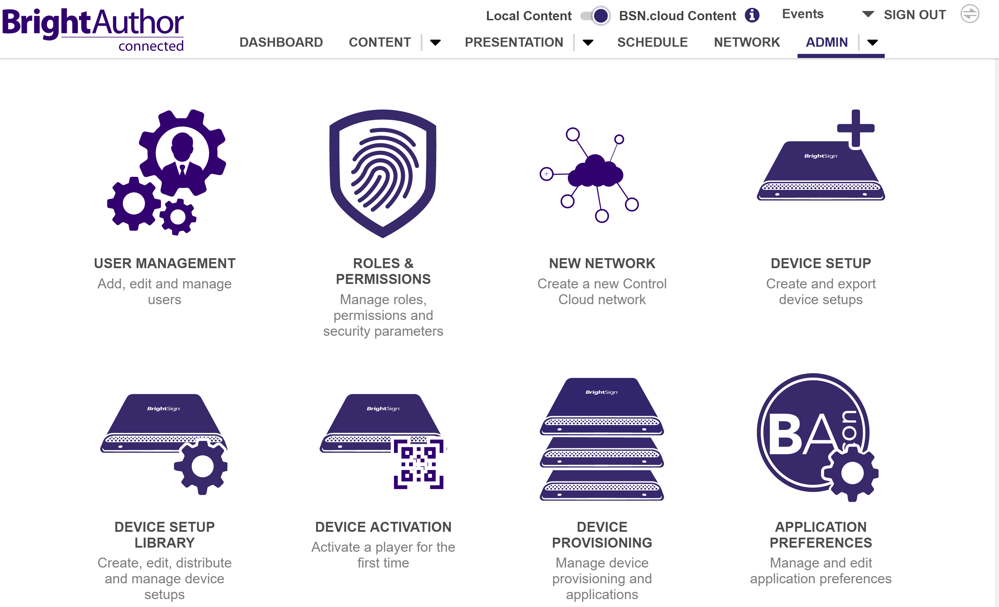 BrightAuthor
connected
Local Content BSN.cloud Content Events SIGN OUT
DASHBOARD CONTENT PRESENTATION SCHEDULE NETWORK ADMIN
BrightSign
USER MANAGEMENT
Add, edit and manage
users
ROLES &
PERMISSIONS
Manage roles,
permissions and
security parameters
NEW NETWORK
Create a new Control
Cloud network
DEVICE SETUP
Create and export
device setups
BrightSign
BrightSign
BrightSign
BA
DEVICE SETUP
LIBRARY
Create, edit, distribute
and manage device
setups
DEVICE ACTIVATION
Activate a player for the
first time
DEVICE
PROVISIONING
Manage device
provisioning and
applications
APPLICATION
PREFERENCES
Manage and edit
application preferences